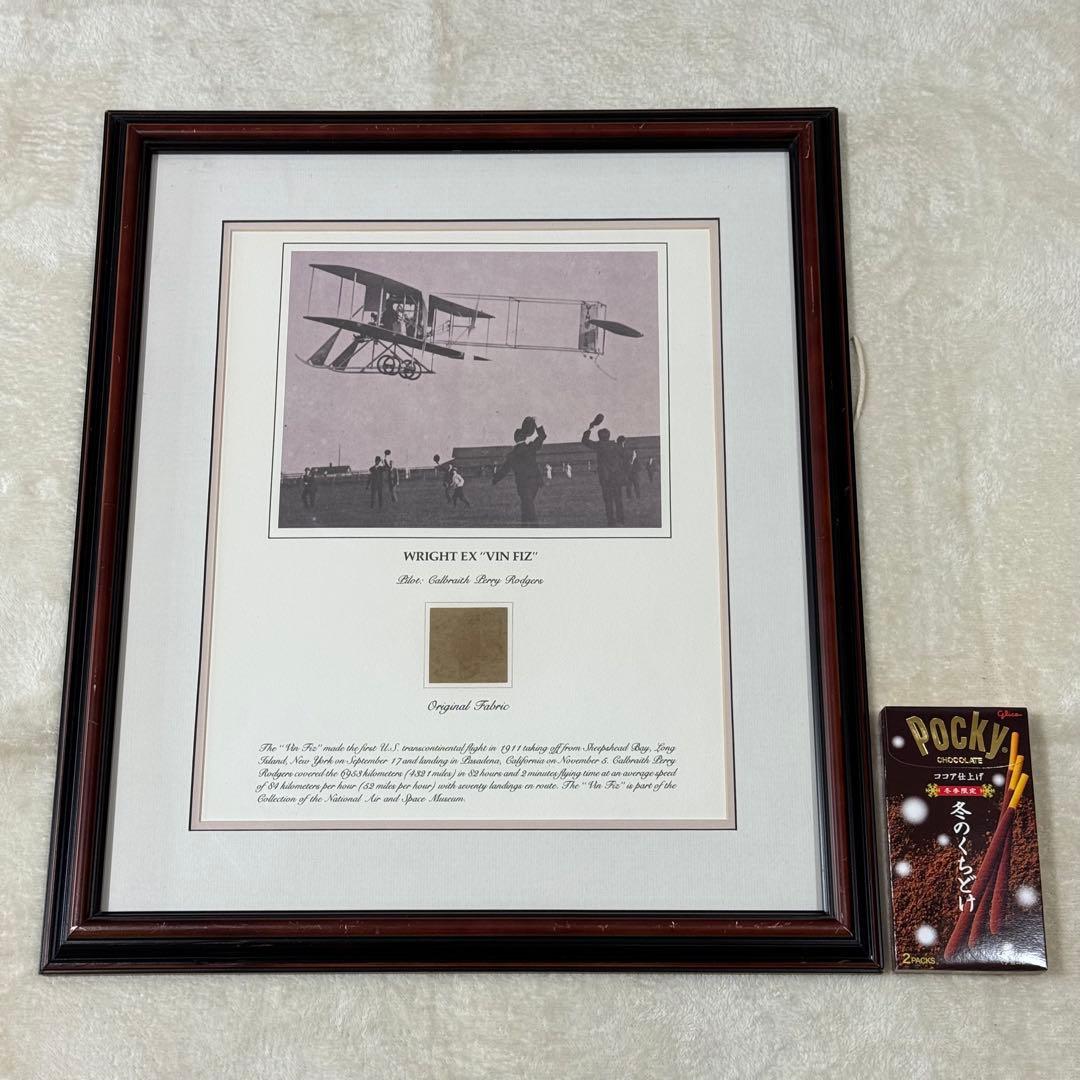 WRIGHT EX "VIN FIZ"
Pilot: Calbraith Perry Rodgers
Original Fabric
The "Vin Fiz" made the first U.S. transcontinental flight in 1911 taking off from Sheepshead Bay, Long
Island, New York on September 17 and landing in Pasadena, California on November 5. Calbraith Perry
Rodgers covered the 6953 kilometers (4321 miles) in 82 hours and 2 minutes flying time at an average speed
of 84 kilometers per hour (52 miles per hour) with seventy landings en route. The "Vin Fiz" is part of the
Collection of the National Air and Space Museum.
Glico
POCKY
CHOCOLATE
ココア仕上げ
冬季限定
冬のくちどけ
2 PACKS